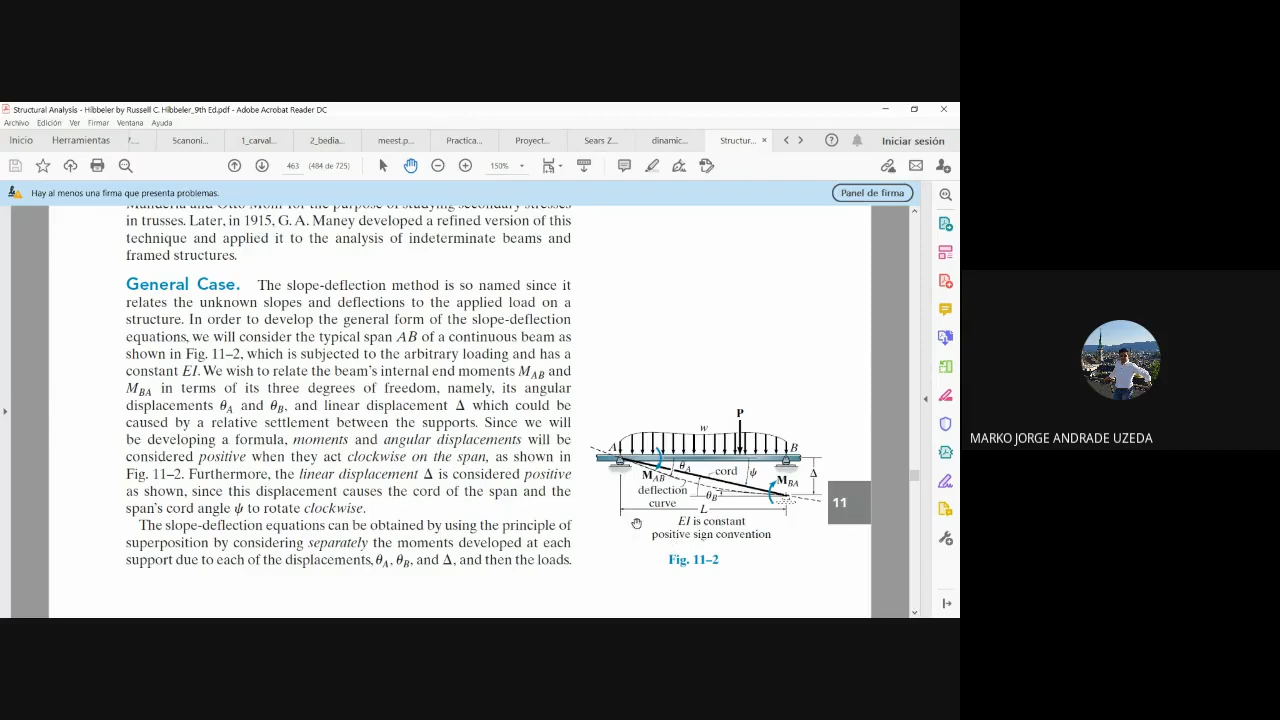 Structural Analysis - Hibbeler by Russell C. Hibbeler_9th Ed.pdf - Adobe Acrobat Reader DC
Archivo Edición Ver Firmar Ventana Ayuda
Inicio Herramientas 7.... Scanoni... 1_carval... 2_bedia... meest.p... Practica... Proyect... Sears Z... dinamic... Structur... ×
Iniciar sesión
463 (484 de 725) 150%
Hay al menos una firma que presenta problemas.
Panel de firma
in trusses. Later, in 1915, G. A. Maney developed a refined version of this
technique and applied it to the analysis of indeterminate beams and
framed structures.
General Case. The slope-deflection method is so named since it
relates the unknown slopes and deflections to the applied load on a
structure. In order to develop the general form of the slope-deflection
equations, we will consider the typical span AB of a continuous beam as
shown in Fig. 11–2, which is subjected to the arbitrary loading and has a
constant EI. We wish to relate the beam's internal end moments M_AB and
M_BA in terms of its three degrees of freedom, namely, its angular
displacements θ_A and θ_B, and linear displacement Δ which could be
caused by a relative settlement between the supports. Since we will
be developing a formula, moments and angular displacements will be
considered positive when they act clockwise on the span, as shown in
Fig. 11–2. Furthermore, the linear displacement Δ is considered positive
as shown, since this displacement causes the cord of the span and the
span's cord angle ψ to rotate clockwise.
The slope-deflection equations can be obtained by using the principle of
superposition by considering separately the moments developed at each
support due to each of the displacements, θ_A, θ_B, and Δ, and then the loads.
P
w
A B
θ_A
M_AB cord ψ Δ
M_BA
deflection
curve
θ_B
L
EI is constant
positive sign convention
Fig. 11–2
11
MARKO JORGE ANDRADE UZEDA